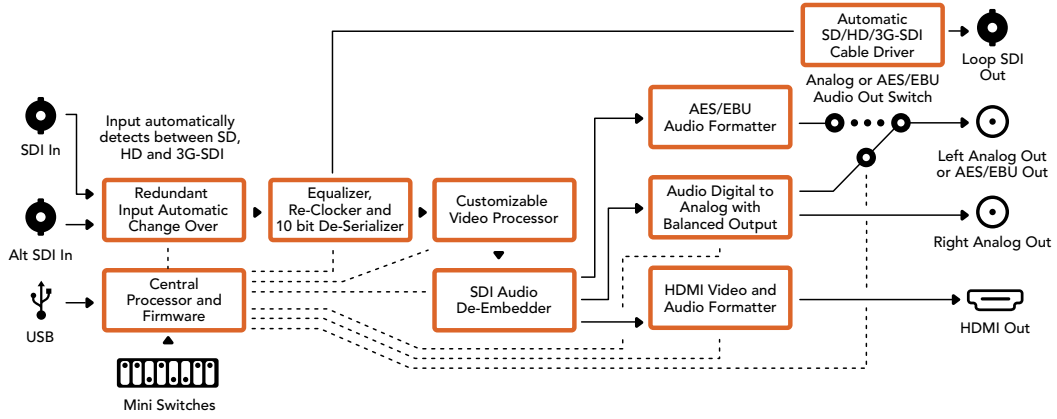 Automatic
SD/HD/3G-SDI
Cable Driver
Loop SDI
Out
Analog or AES/EBU
Audio Out Switch
SDI In
Input automatically
detects between SD,
HD and 3G-SDI
AES/EBU
Audio Formatter
Left Analog Out
or AES/EBU Out
Alt SDI In
Redundant
Input Automatic
Change Over
Equalizer,
Re-Clocker and
10 bit De-Serializer
Customizable
Video Processor
Audio Digital to
Analog with
Balanced Output
Right Analog Out
USB
Central
Processor and
Firmware
SDI Audio
De-Embedder
HDMI Video and
Audio Formatter
HDMI Out
Mini Switches